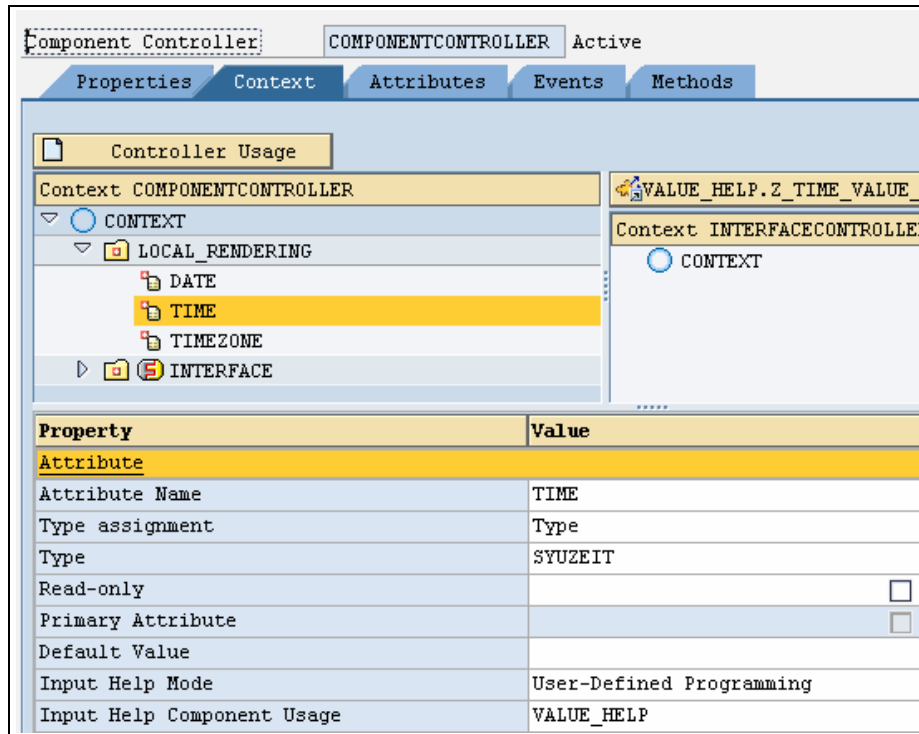 Component Controller COMPONENTCONTROLLER Active
Properties Context Attributes Events Methods
Controller Usage
Context COMPONENTCONTROLLER
CONTEXT
LOCAL_RENDERING
DATE
TIME
TIMEZONE
INTERFACE
VALUE_HELP.Z_TIME_VALUE_
Context INTERFACECONTROLLE
CONTEXT
Property Value
Attribute
Attribute Name TIME
Type assignment Type
Type SYUZEIT
Read-only
Primary Attribute
Default Value
Input Help Mode User-Defined Programming
Input Help Component Usage VALUE_HELP